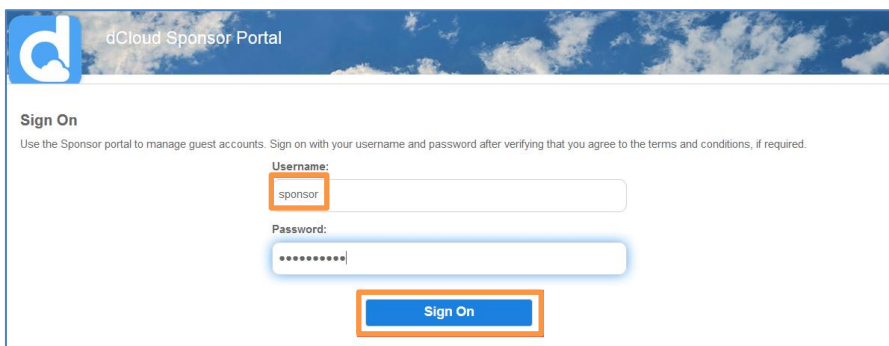 dCloud Sponsor Portal
Sign On
Use the Sponsor portal to manage guest accounts. Sign on with your username and password after verifying that you agree to the terms and conditions, if required.
Username:
sponsor
Password:
••••••••••
Sign On